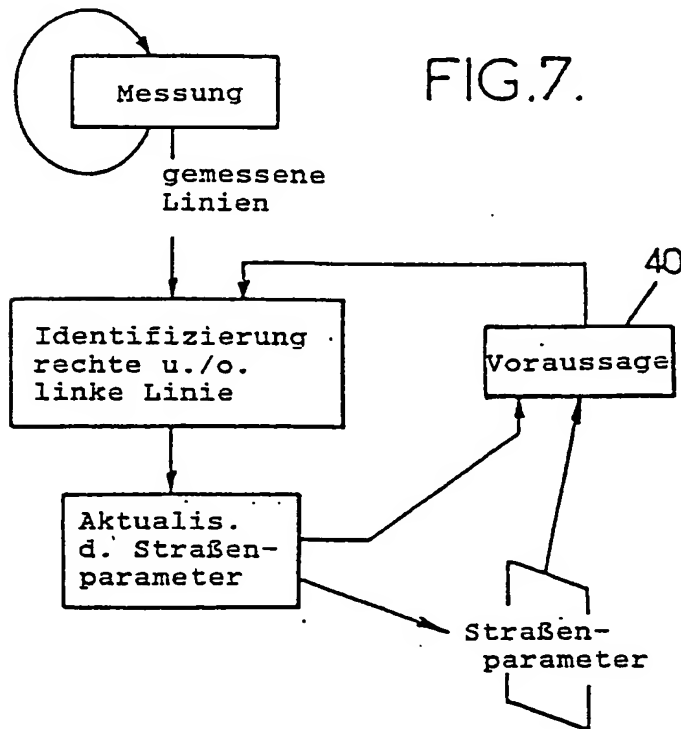 FIG.7.
Messung
gemessene
Linien
40
Identifizierung
rechte u./o.
linke Linie
Voraussage
Aktualis.
d. Straßen-
parameter
Straßen-
parameter